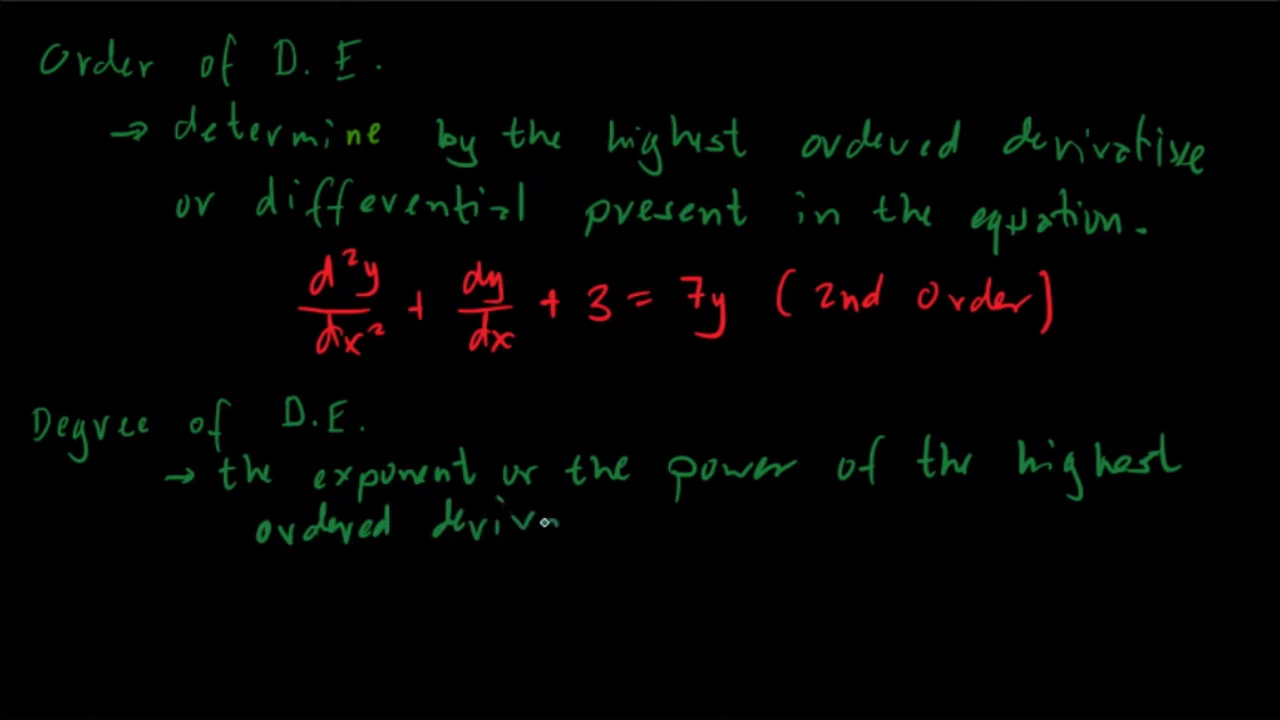 Order of D. E.
→ determine by the highest ordered derivative
or differential present in the equation.
d²y/dx² + dy/dx + 3 = 7y (2nd order)
Degree of D.E.
→ the exponent or the power of the highest
ordered deriv